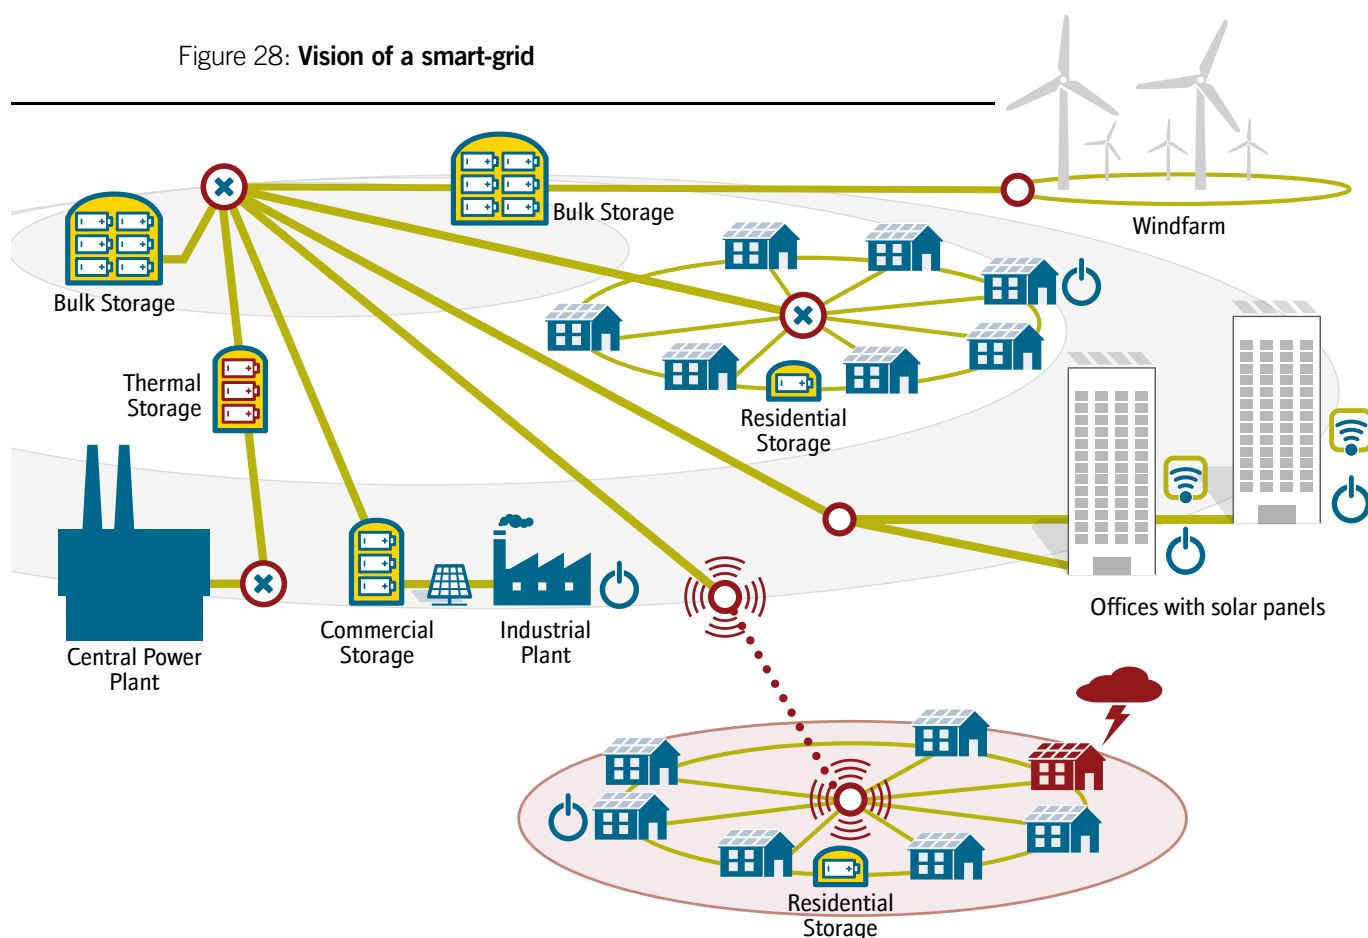 Figure 28: Vision of a smart-grid
Bulk Storage
Windfarm
Bulk Storage
Thermal
Storage
Residential
Storage
Offices with solar panels
Commercial
Storage
Industrial
Plant
Central Power
Plant
Residential
Storage